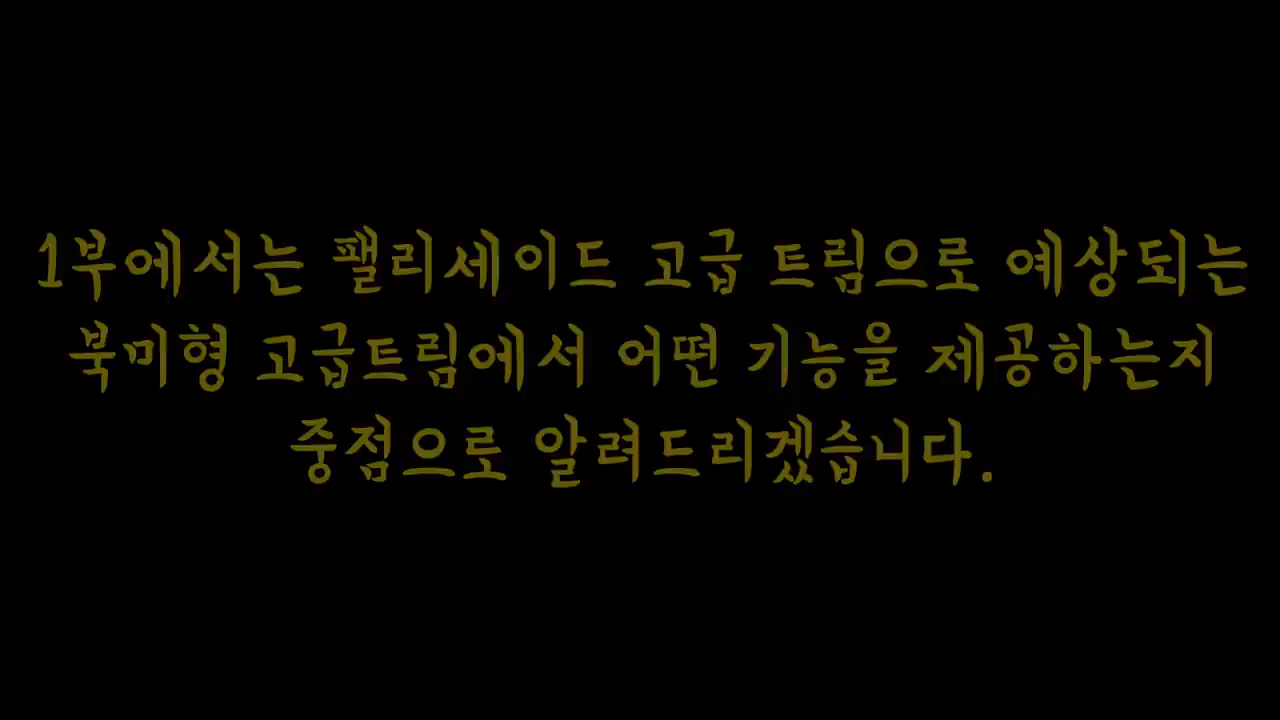 1부에서는 팰리세이드 고급 트림으로 예상되는
북미형 고급트림에서 어떤 기능을 제공하는지
중점으로 알려드리겠습니다.